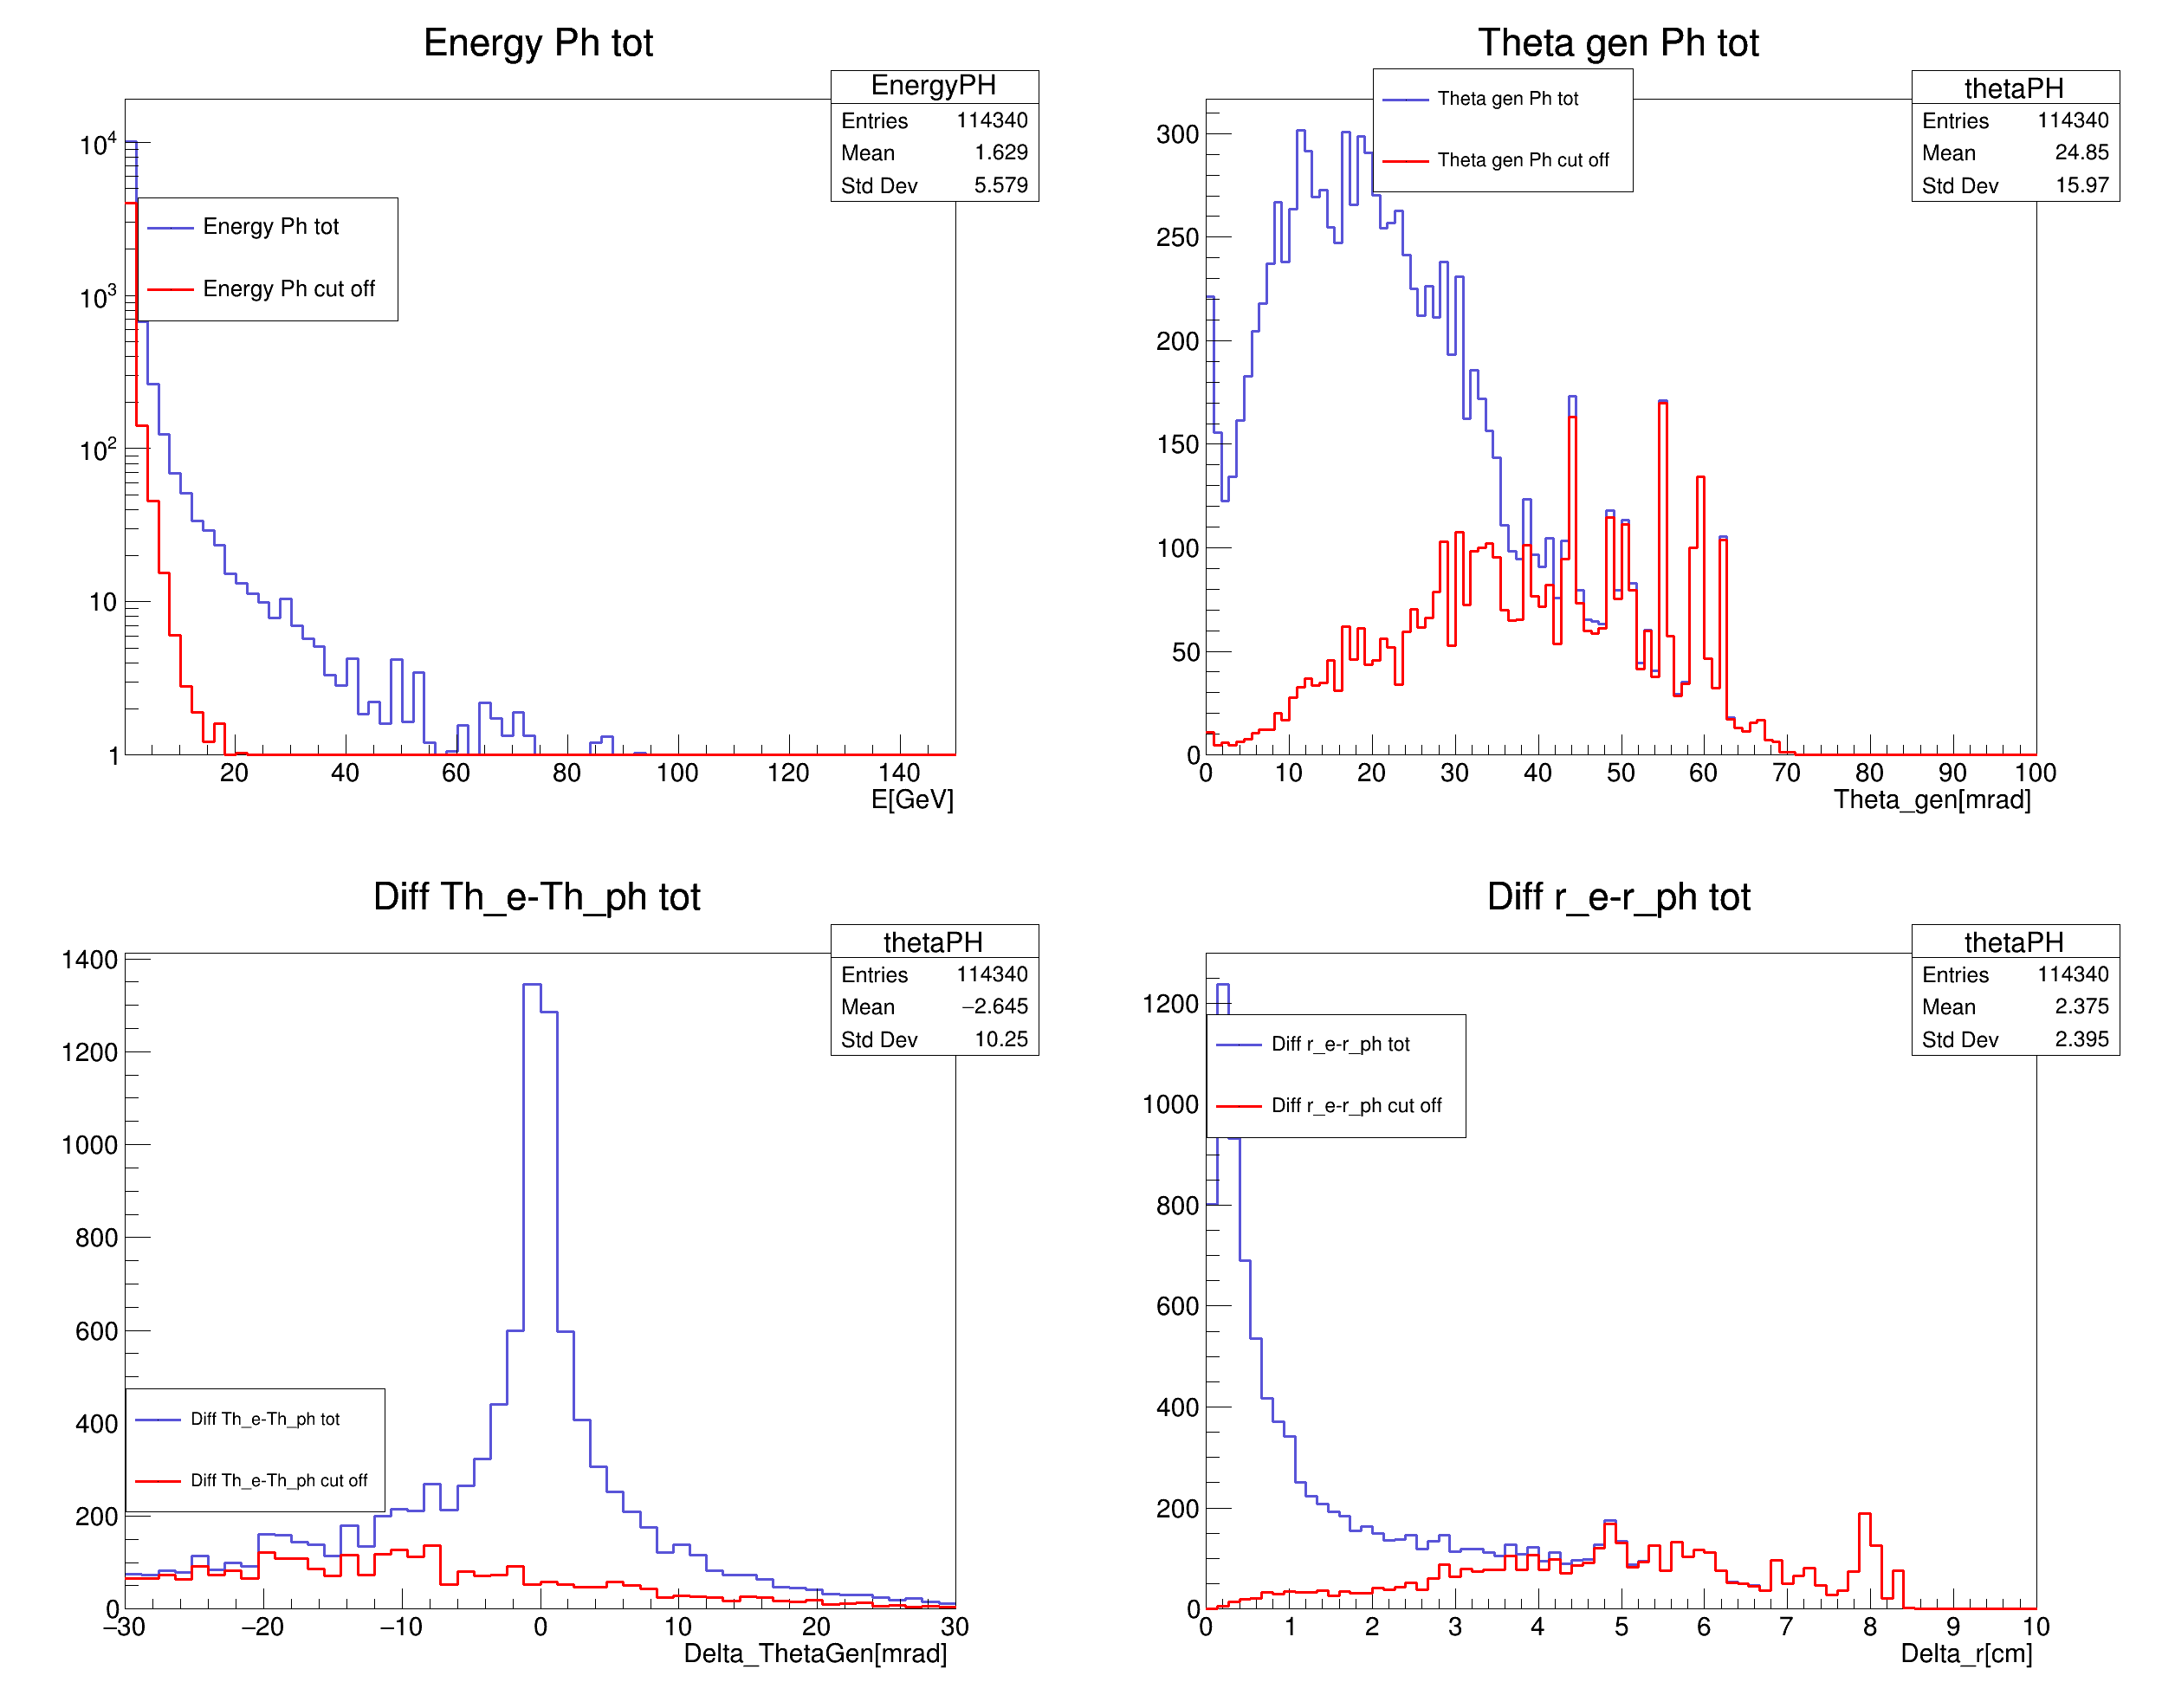 Energy Ph tot
EnergyPH
Entries 114340
Mean 1.629
Std Dev 5.579
Energy Ph tot
Energy Ph cut off
10^4
10^3
10^2
10
1
20 40 60 80 100 120 140
E[GeV]
Theta gen Ph tot
thetaPH
Entries 114340
Mean 24.85
Std Dev 15.97
Theta gen Ph tot
Theta gen Ph cut off
300
250
200
150
100
50
0
0 10 20 30 40 50 60 70 80 90 100
Theta_gen[mrad]
Diff Th_e-Th_ph tot
thetaPH
Entries 114340
Mean −2.645
Std Dev 10.25
1400
1200
1000
800
600
400
200
0
Diff Th_e-Th_ph tot
Diff Th_e-Th_ph cut off
−30 −20 −10 0 10 20 30
Delta_ThetaGen[mrad]
Diff r_e-r_ph tot
thetaPH
Entries 114340
Mean 2.375
Std Dev 2.395
Diff r_e-r_ph tot
Diff r_e-r_ph cut off
1200
1000
800
600
400
200
0
0 1 2 3 4 5 6 7 8 9 10
Delta_r[cm]